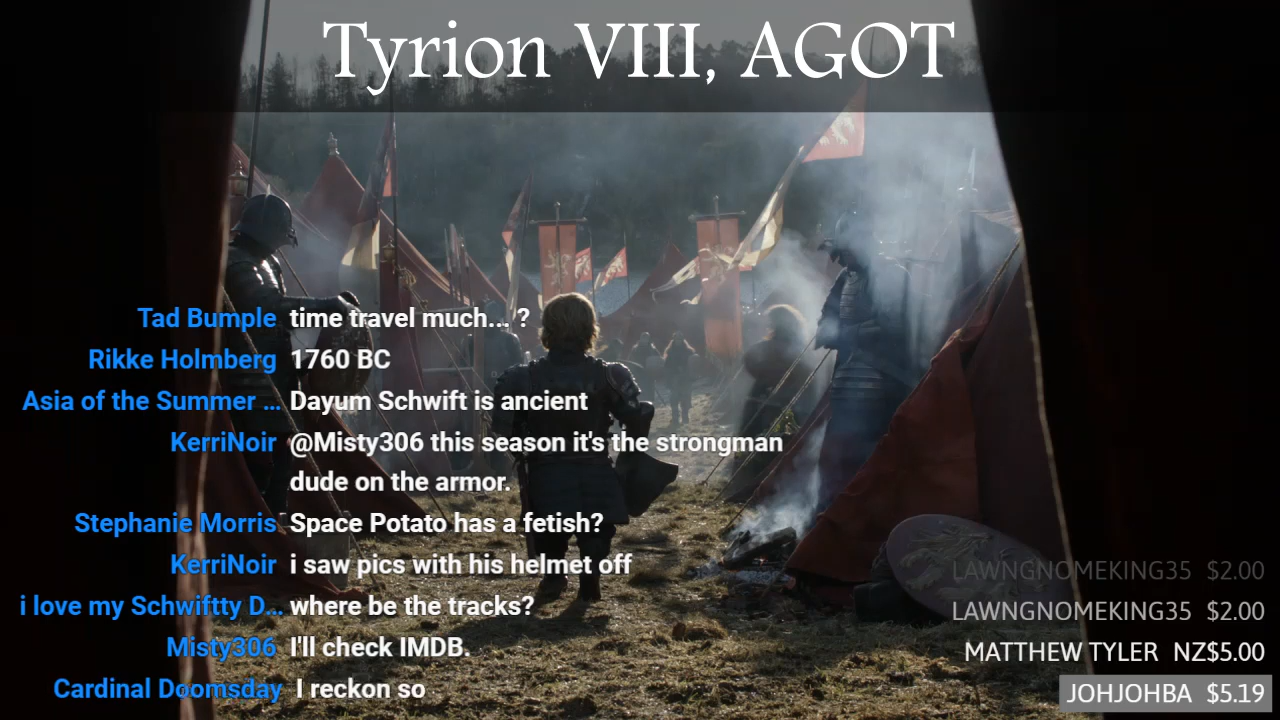 Tyrion VIII, AGOT
Tad Bumple time travel much... ?
Rikke Holmberg 1760 BC
Asia of the Summer ... Dayum Schwift is ancient
KerriNoir @Misty306 this season it's the strongman
dude on the armor.
Stephanie Morris Space Potato has a fetish?
KerriNoir i saw pics with his helmet off
LAWNGNOMEKING35 $2.00
i love my Schwiftty D... where be the tracks?
LAWNGNOMEKING35 $2.00
Misty306 I'll check IMDB.
MATTHEW TYLER NZ$5.00
Cardinal Doomsday I reckon so
JOHJOHBA $5.19